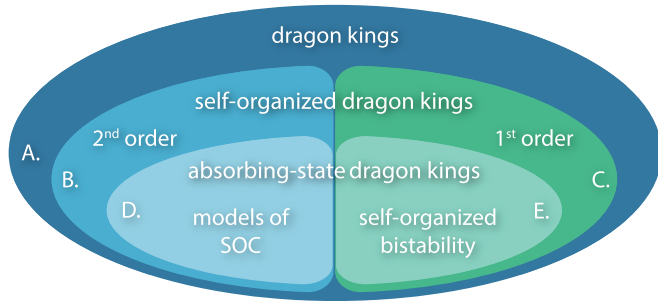 dragon kings
self-organized dragon kings
2nd order
1st order
A.
absorbing-state dragon kings
B.
C.
D.
models of
SOC
self-organized
bistability
E.